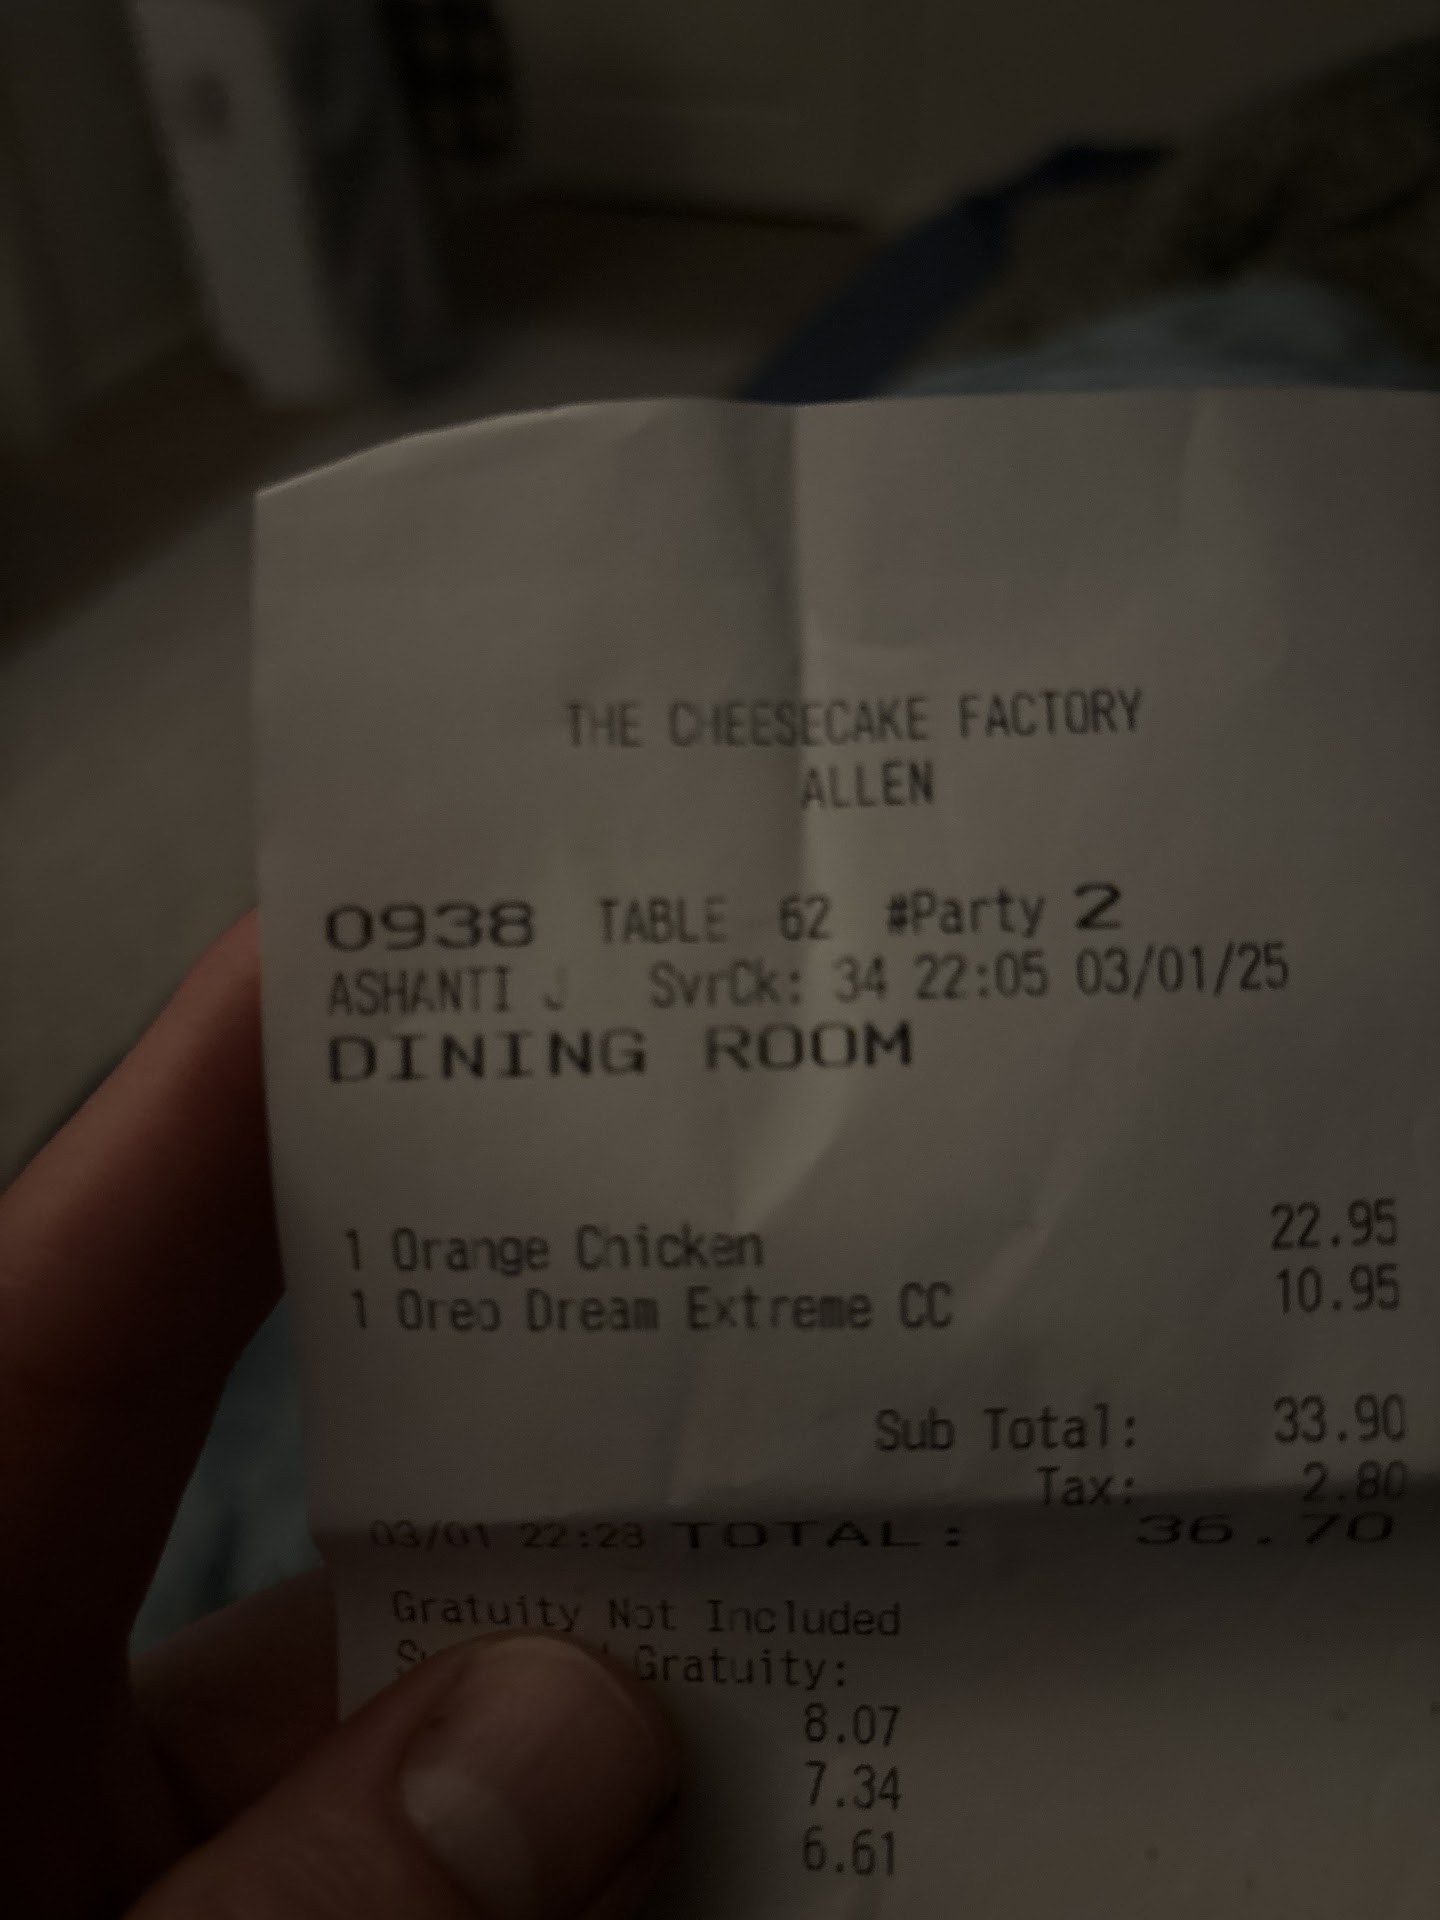 THE CHEESECAKE FACTORY
ALLEN
0938 TABLE 62 #Party 2
ASHANTI J SvrCk: 34 22:05 03/01/25
DINING ROOM
1 Orange Chicken 22.95
1 Oreo Dream Extreme CC 10.95
Sub Total: 33.90
Tax: 2.80
03/01 22:28 TOTAL: 36.70
Gratuity Not Included
Gratuity:
8.07
7.34
6.61